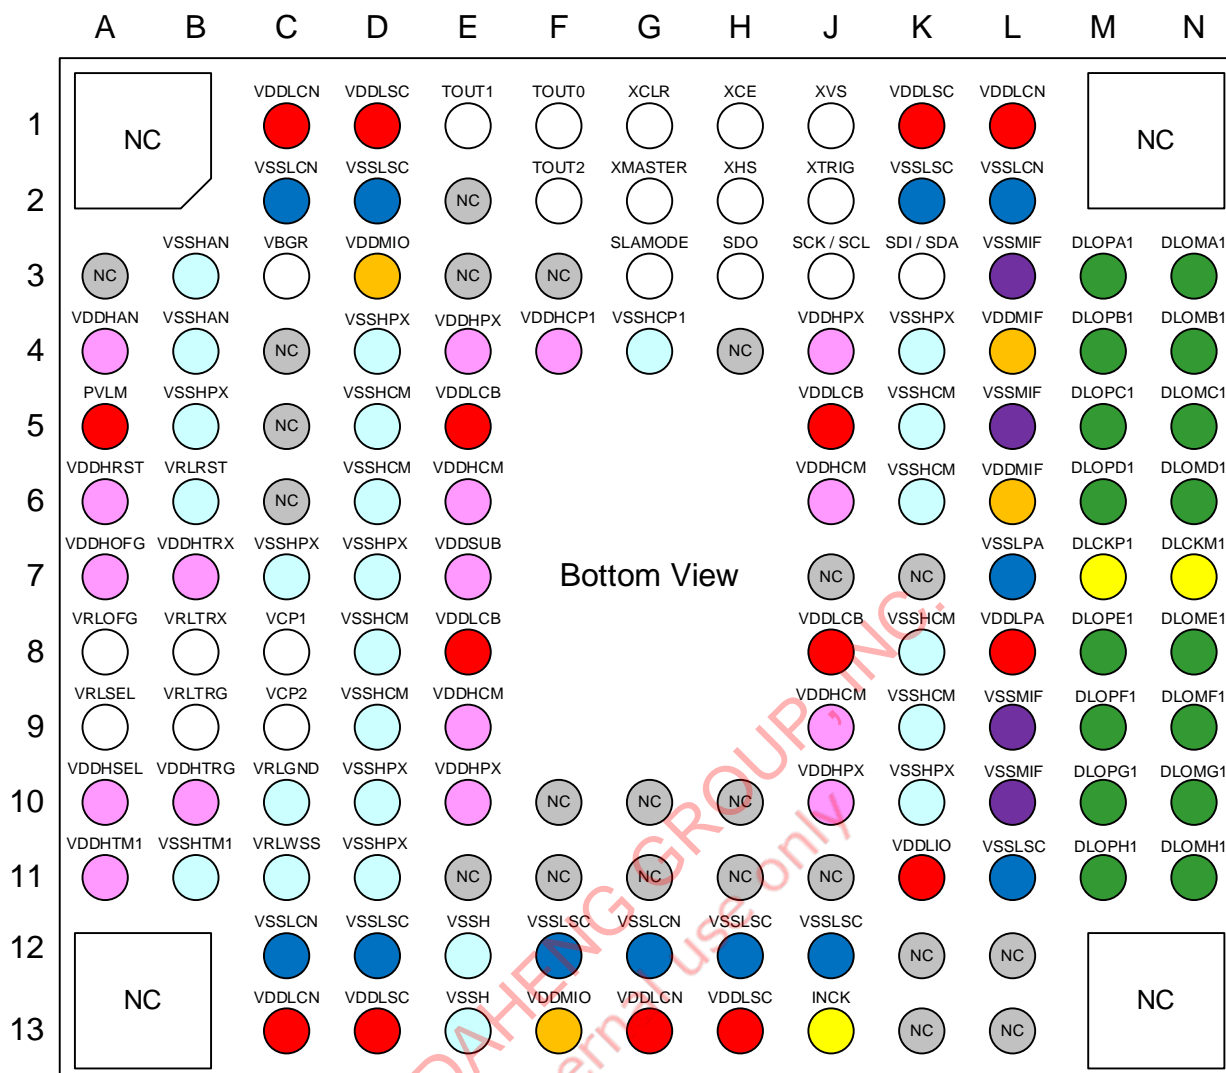 A B C D E F G H J K L M N
VDDLCN VDDLSC TOUT1 TOUT0 XCLR XCE XVS VDDLSC VDDLCN
1 NC NC
VSSLCN VSSLSC TOUT2 XMASTER XHS XTRIG VSSLSC VSSLCN
2 NC
VSSHAN VBGR VDDMIO SLAMODE SDO SCK / SCL SDI / SDA VSSMIF DLOPA1 DLOMA1
3 NC NC NC
VDDHAN VSSHAN VSSHPX VDDHPX VDDHCP1 VSSHCP1 VDDHPX VSSHPX VDDMIF DLOPB1 DLOMB1
4 NC NC
PVLM VSSHPX VSSHCM VDDLCB VDDLCB VSSHCM VSSMIF DLOPC1 DLOMC1
5 NC
VDDHRST VRLRST VSSHCM VDDHCM VDDHCM VSSHCM VDDMIF DLOPD1 DLOMD1
6 NC
VDDHOFG VDDHTRX VSSHPX VSSHPX VDDSUB VSSLPA DLCKP1 DLCKM1
7 Bottom View NC NC
VRLOFG VRLTRX VCP1 VSSHCM VDDLCB VDDLCB VSSHCM VDDLPA DLOPE1 DLOME1
8
VRLSEL VRLTRG VCP2 VSSHCM VDDHCM VDDHCM VSSHCM VSSMIF DLOPF1 DLOMF1
9
VDDHSEL VDDHTRG VRLGND VSSHPX VDDHPX VDDHPX VSSHPX VSSMIF DLOPG1 DLOMG1
10 NC NC NC
VDDHTM1 VSSHTM1 VRLWSS VSSHPX VDDLIO VSSLSC DLOPH1 DLOMH1
11 NC NC NC NC NC
VSSLCN VSSLSC VSSH VSSLSC VSSLCN VSSLSC VSSLSC
12 NC NC
NC NC
VDDLCN VDDLSC VSSH VDDMIO VDDLCN VDDLSC INCK
13 NC NC
DAHENG GROUP, INC.
use only